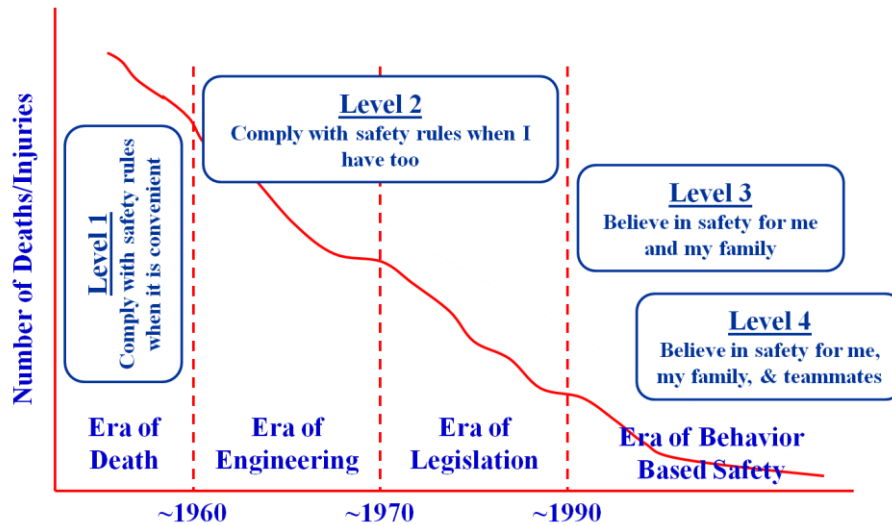 Number of Deaths/Injuries
Level 1
Comply with safety rules
when it is convenient
Level 2
Comply with safety rules when I
have too
Level 3
Believe in safety for me
and my family
Level 4
Believe in safety for me,
my family, & teammates
Era of
Death
Era of
Engineering
Era of
Legislation
Era of Behavior
Based Safety
~1960
~1970
~1990